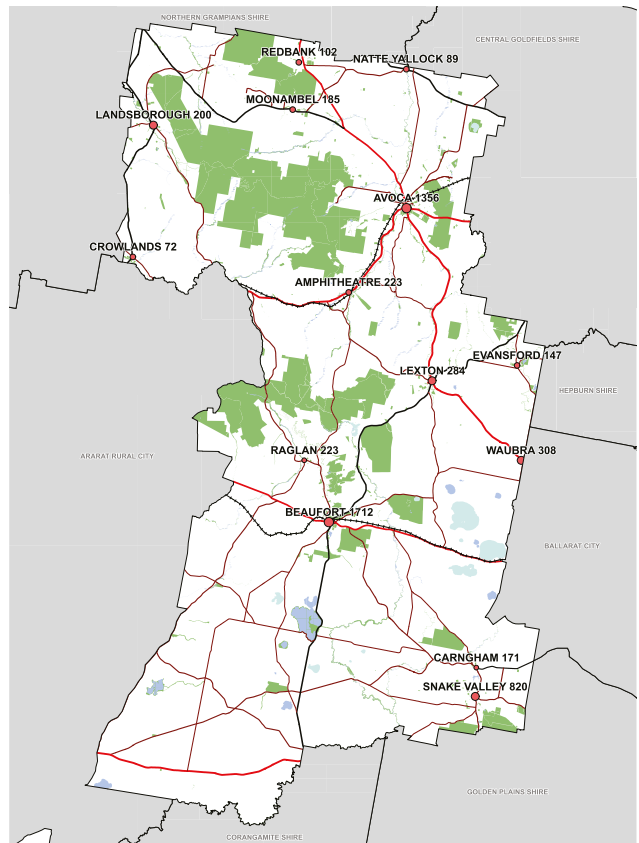 NORTHERN GRAMPIANS SHIRE
CENTRAL GOLDFIELDS SHIRE
REDBANK 102
NATTE YALLOCK 89
MOONAMBEL 185
LANDSBOROUGH 200
AVOCA 1356
CROWLANDS 72
AMPHITHEATRE 223
EVANSFORD 147
LEXTON 284
HEPBURN SHIRE
RAGLAN 223
WAUBRA 308
ARARAT RURAL CITY
BEAUFORT 1712
BALLARAT CITY
CARNGHAM 171
SNAKE VALLEY 820
GOLDEN PLAINS SHIRE
CORANGAMITE SHIRE